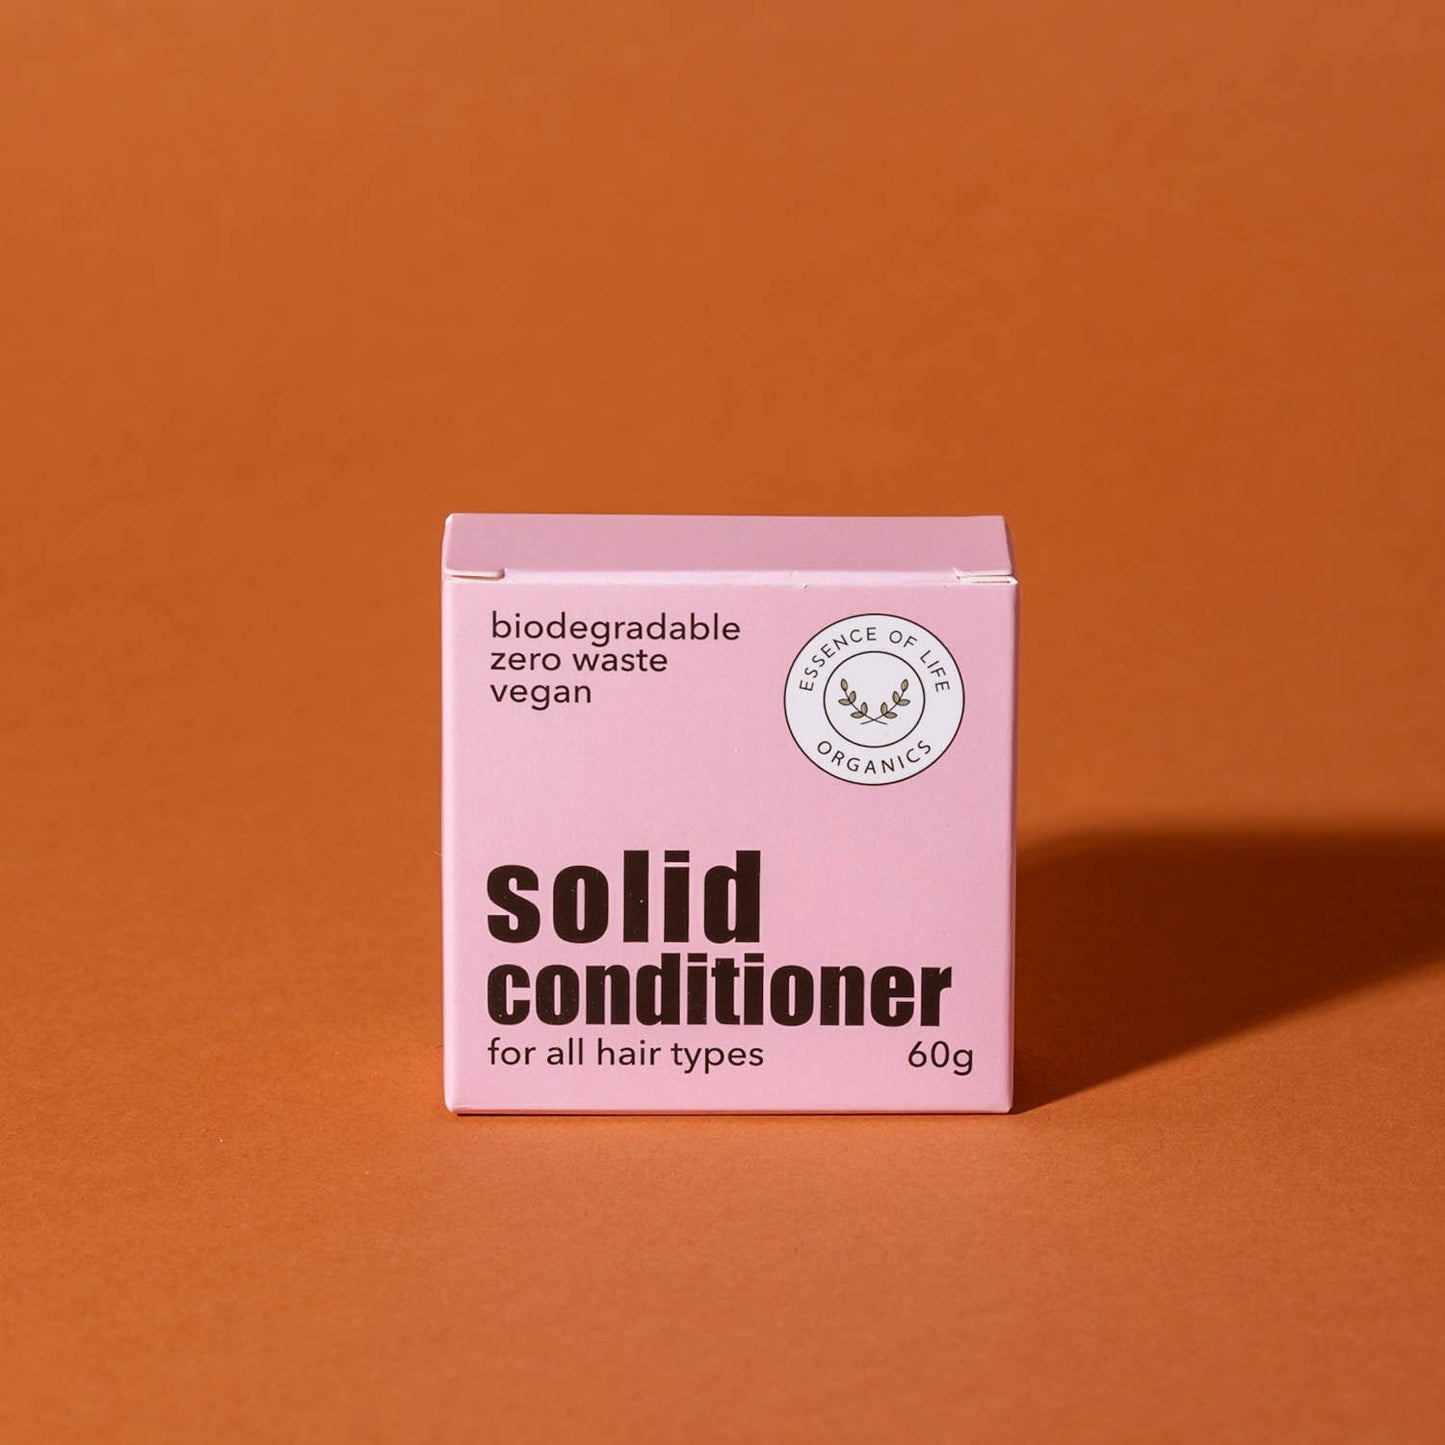 biodegradable
zero waste
vegan
ESSENCE OF LIFE
ORGANICS
solid
conditioner
for all hair types
60g